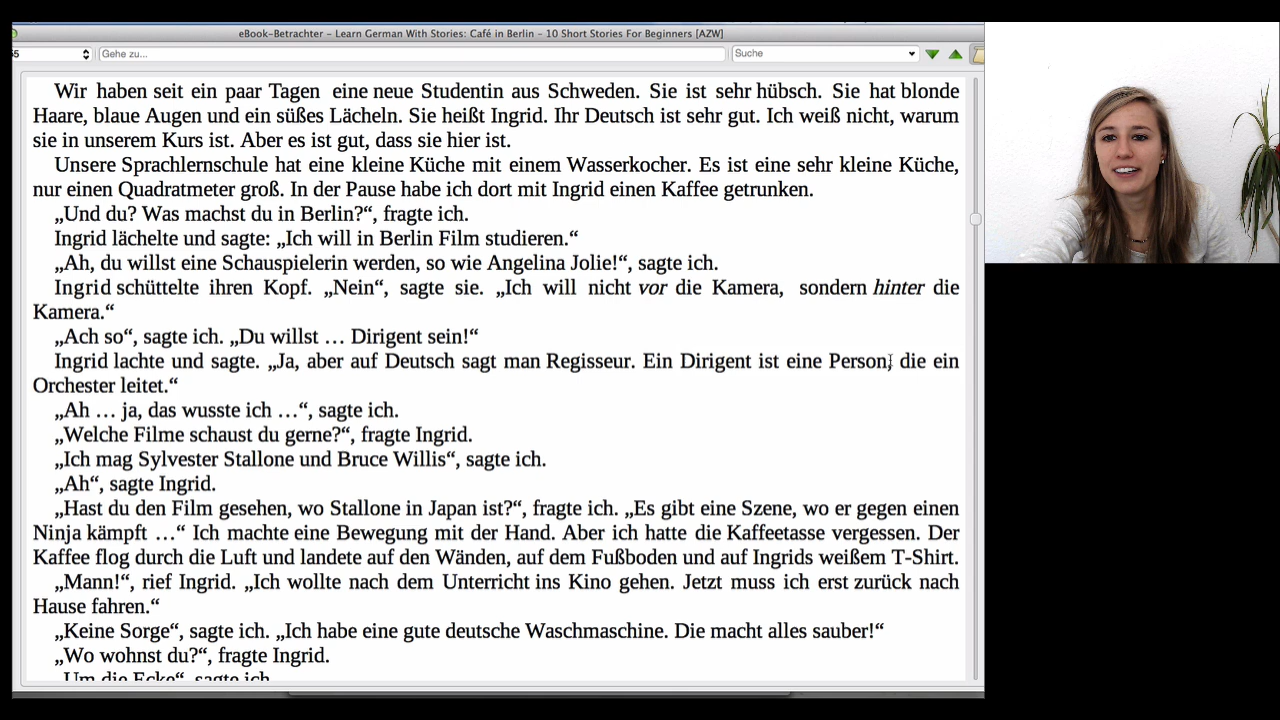 eBook-Betrachter – Learn German With Stories: Café in Berlin - 10 Short Stories For Beginners [AZW]
Gehe zu...
Suche
Wir haben seit ein paar Tagen eine neue Studentin aus Schweden. Sie ist sehr hübsch. Sie hat blonde
Haare, blaue Augen und ein süßes Lächeln. Sie heißt Ingrid. Ihr Deutsch ist sehr gut. Ich weiß nicht, warum
sie in unserem Kurs ist. Aber es ist gut, dass sie hier ist.
Unsere Sprachlernschule hat eine kleine Küche mit einem Wasserkocher. Es ist eine sehr kleine Küche,
nur einen Quadratmeter groß. In der Pause habe ich dort mit Ingrid einen Kaffee getrunken.
„Und du? Was machst du in Berlin?“, fragte ich.
Ingrid lächelte und sagte: „Ich will in Berlin Film studieren.“
„Ah, du willst eine Schauspielerin werden, so wie Angelina Jolie!“, sagte ich.
Ingrid schüttelte ihren Kopf. „Nein“, sagte sie. „Ich will nicht vor die Kamera, sondern hinter die
Kamera.“
„Ach so“, sagte ich. „Du willst … Dirigent sein!“
Ingrid lachte und sagte. „Ja, aber auf Deutsch sagt man Regisseur. Ein Dirigent ist eine Person, die ein
Orchester leitet.“
„Ah … ja, das wusste ich …“, sagte ich.
„Welche Filme schaust du gerne?“, fragte Ingrid.
„Ich mag Sylvester Stallone und Bruce Willis“, sagte ich.
„Ah“, sagte Ingrid.
„Hast du den Film gesehen, wo Stallone in Japan ist?“, fragte ich. „Es gibt eine Szene, wo er gegen einen
Ninja kämpft …“ Ich machte eine Bewegung mit der Hand. Aber ich hatte die Kaffeetasse vergessen. Der
Kaffee flog durch die Luft und landete auf den Wänden, auf dem Fußboden und auf Ingrids weißem T-Shirt.
„Mann!“, rief Ingrid. „Ich wollte nach dem Unterricht ins Kino gehen. Jetzt muss ich erst zurück nach
Hause fahren.“
„Keine Sorge“, sagte ich. „Ich habe eine gute deutsche Waschmaschine. Die macht alles sauber!“
„Wo wohnst du?“, fragte Ingrid.
„Um die Ecke“, sagte ich.